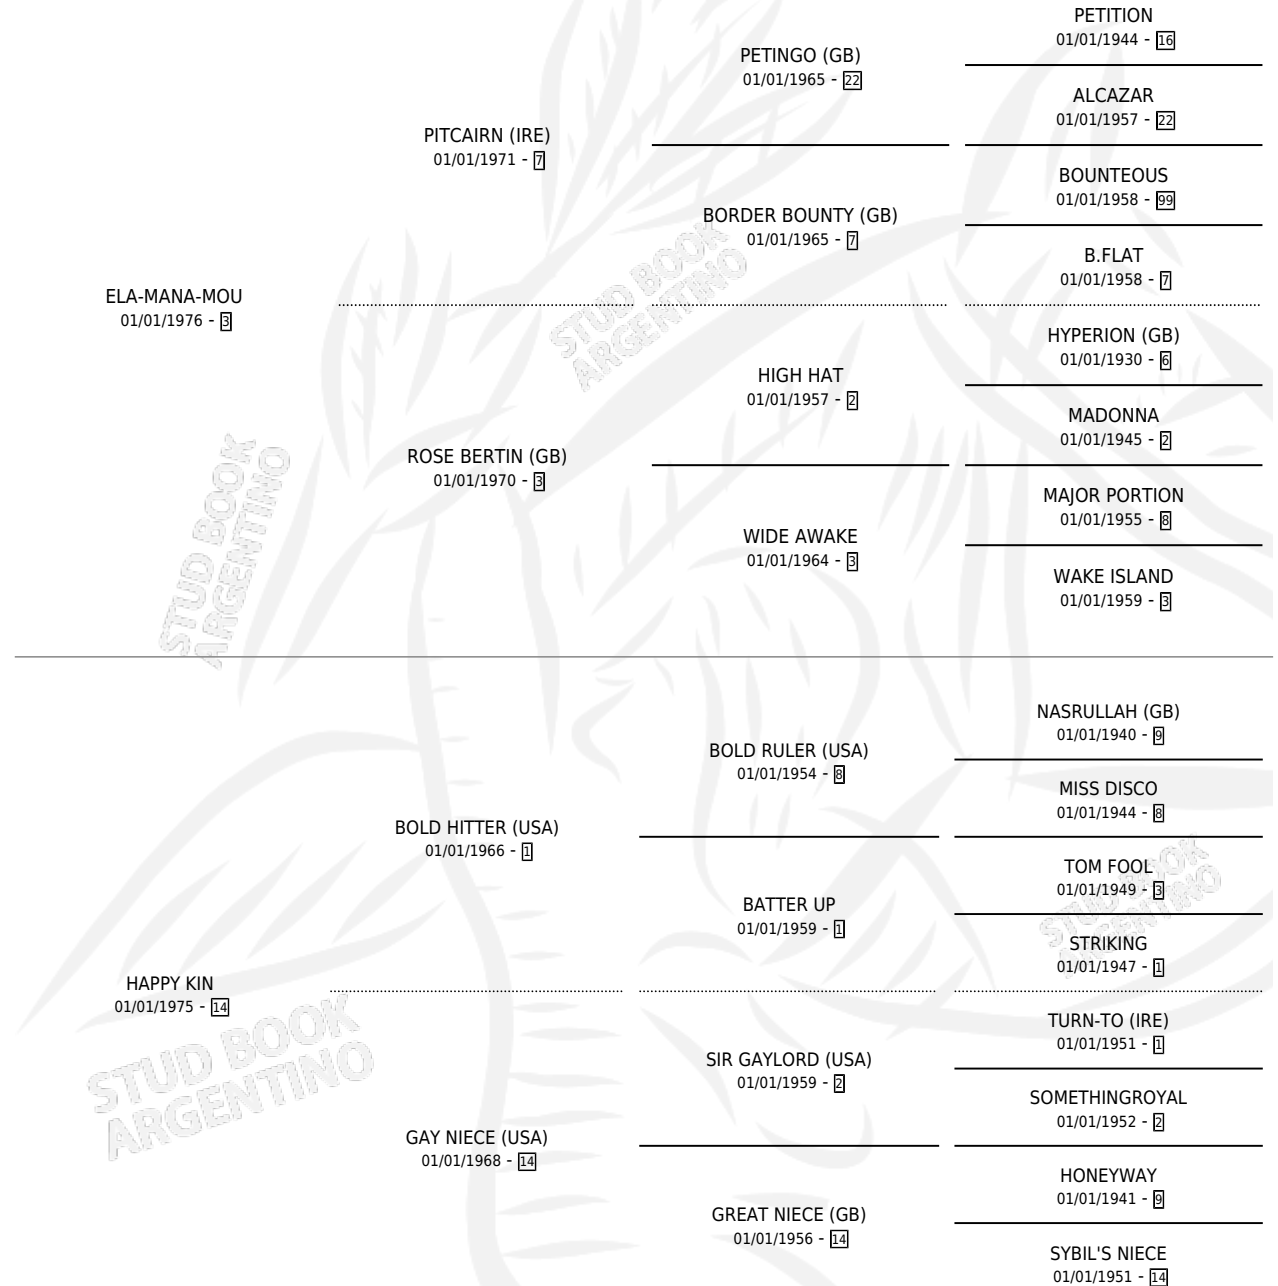 PETITION
01/01/1944 - 16
PETINGO (GB)
01/01/1965 - 22
ALCAZAR
01/01/1957 - 22
PITCAIRN (IRE)
01/01/1971 - 7
BOUNTEOUS
01/01/1958 - 99
BORDER BOUNTY (GB)
01/01/1965 - 7
B.FLAT
01/01/1958 - 7
ELA-MANA-MOU
01/01/1976 - 3
HYPERION (GB)
01/01/1930 - 6
HIGH HAT
01/01/1957 - 2
MADONNA
01/01/1945 - 2
ROSE BERTIN (GB)
01/01/1970 - 3
MAJOR PORTION
01/01/1955 - 8
WIDE AWAKE
01/01/1964 - 3
WAKE ISLAND
01/01/1959 - 3
STUD BOOK
ARGENTINO
STUD BOOK
ARGENTINO
NASRULLAH (GB)
01/01/1940 - 9
BOLD RULER (USA)
01/01/1954 - 8
MISS DISCO
01/01/1944 - 8
BOLD HITTER (USA)
01/01/1966 - 1
TOM FOOL
01/01/1949 - 3
BATTER UP
01/01/1959 - 1
STRIKING
01/01/1947 - 1
HAPPY KIN
01/01/1975 - 14
TURN-TO (IRE)
01/01/1951 - 1
SIR GAYLORD (USA)
01/01/1959 - 2
SOMETHINGROYAL
01/01/1952 - 2
GAY NIECE (USA)
01/01/1968 - 14
HONEYWAY
01/01/1941 - 9
GREAT NIECE (GB)
01/01/1956 - 14
SYBIL'S NIECE
01/01/1951 - 14
STUD BOOK
ARGENTINO
STUD BOOK
ARGENTINO